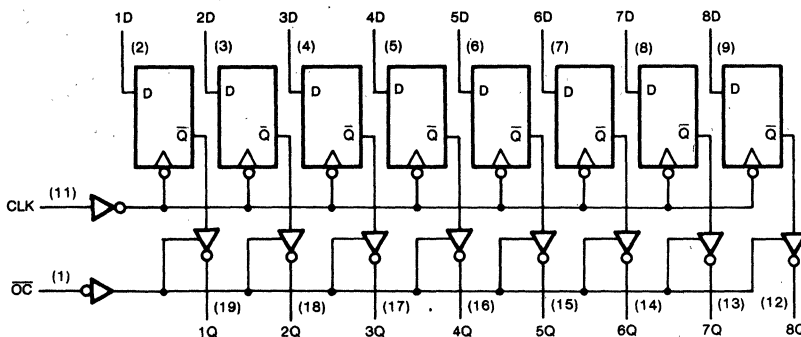 1D 2D 3D 4D 5D 6D 7D 8D
(2) (3) (4) (5) (6) (7) (8) (9)
D D D D D D D D
Q̅ Q̅ Q̅ Q̅ Q̅ Q̅ Q̅ Q̅
CLK (11)
O̅C̅ (1)
(19) (18) (17) (16) (15) (14) (13) (12)
1Q 2Q 3Q 4Q 5Q 6Q 7Q 8Q